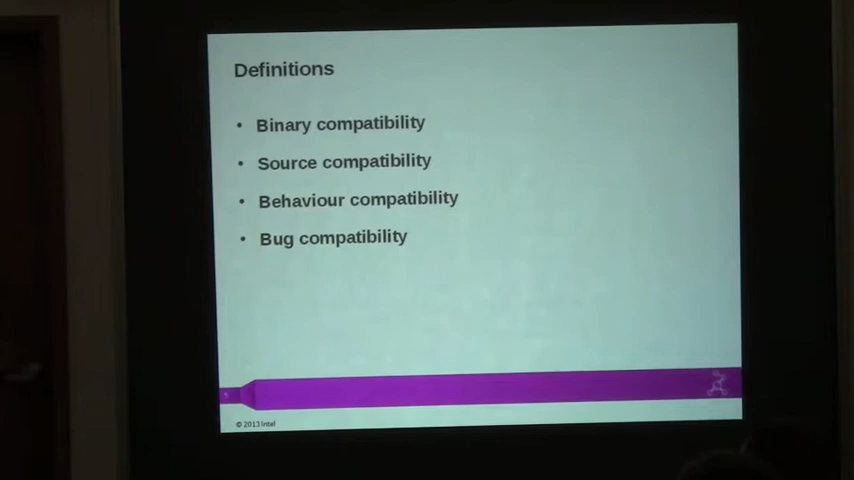 Definitions
• Binary compatibility
• Source compatibility
• Behaviour compatibility
• Bug compatibility
© 2013 Intel